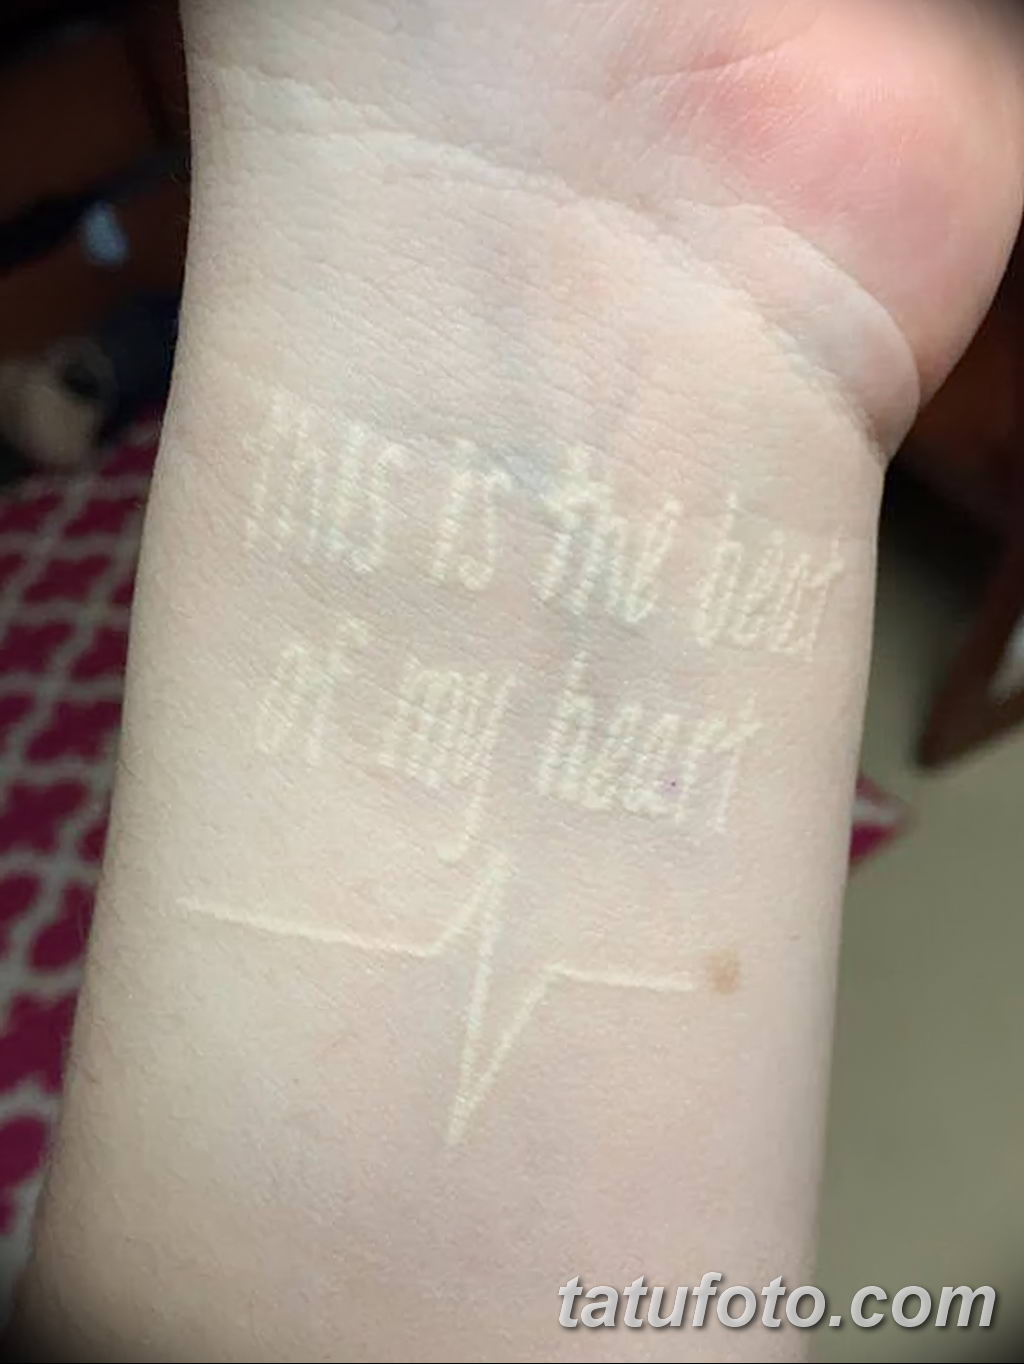 This is the beat
of my heart
tatufoto.com